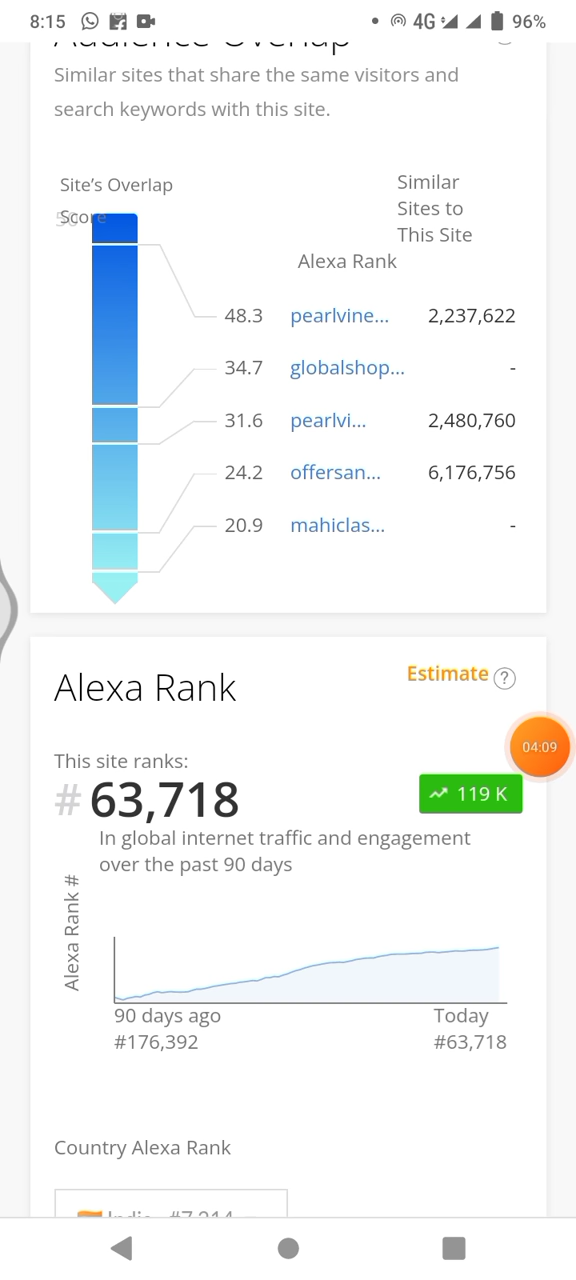 8:15
4G
96%
Audience Overlap
Similar sites that share the same visitors and
search keywords with this site.
Site's Overlap
Score
Similar
Sites to
This Site
Alexa Rank
48.3 pearlvine... 2,237,622
34.7 globalshop... -
31.6 pearlvi... 2,480,760
24.2 offersan... 6,176,756
20.9 mahiclas... -
Alexa Rank
Estimate ?
04:09
This site ranks:
# 63,718
119 K
In global internet traffic and engagement
over the past 90 days
Alexa Rank #
90 days ago
#176,392
Today
#63,718
Country Alexa Rank